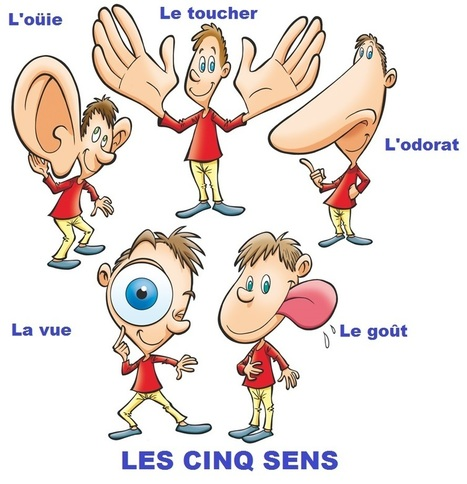 L'oüie
Le toucher
L'odorat
La vue
Le goût
LES CINQ SENS